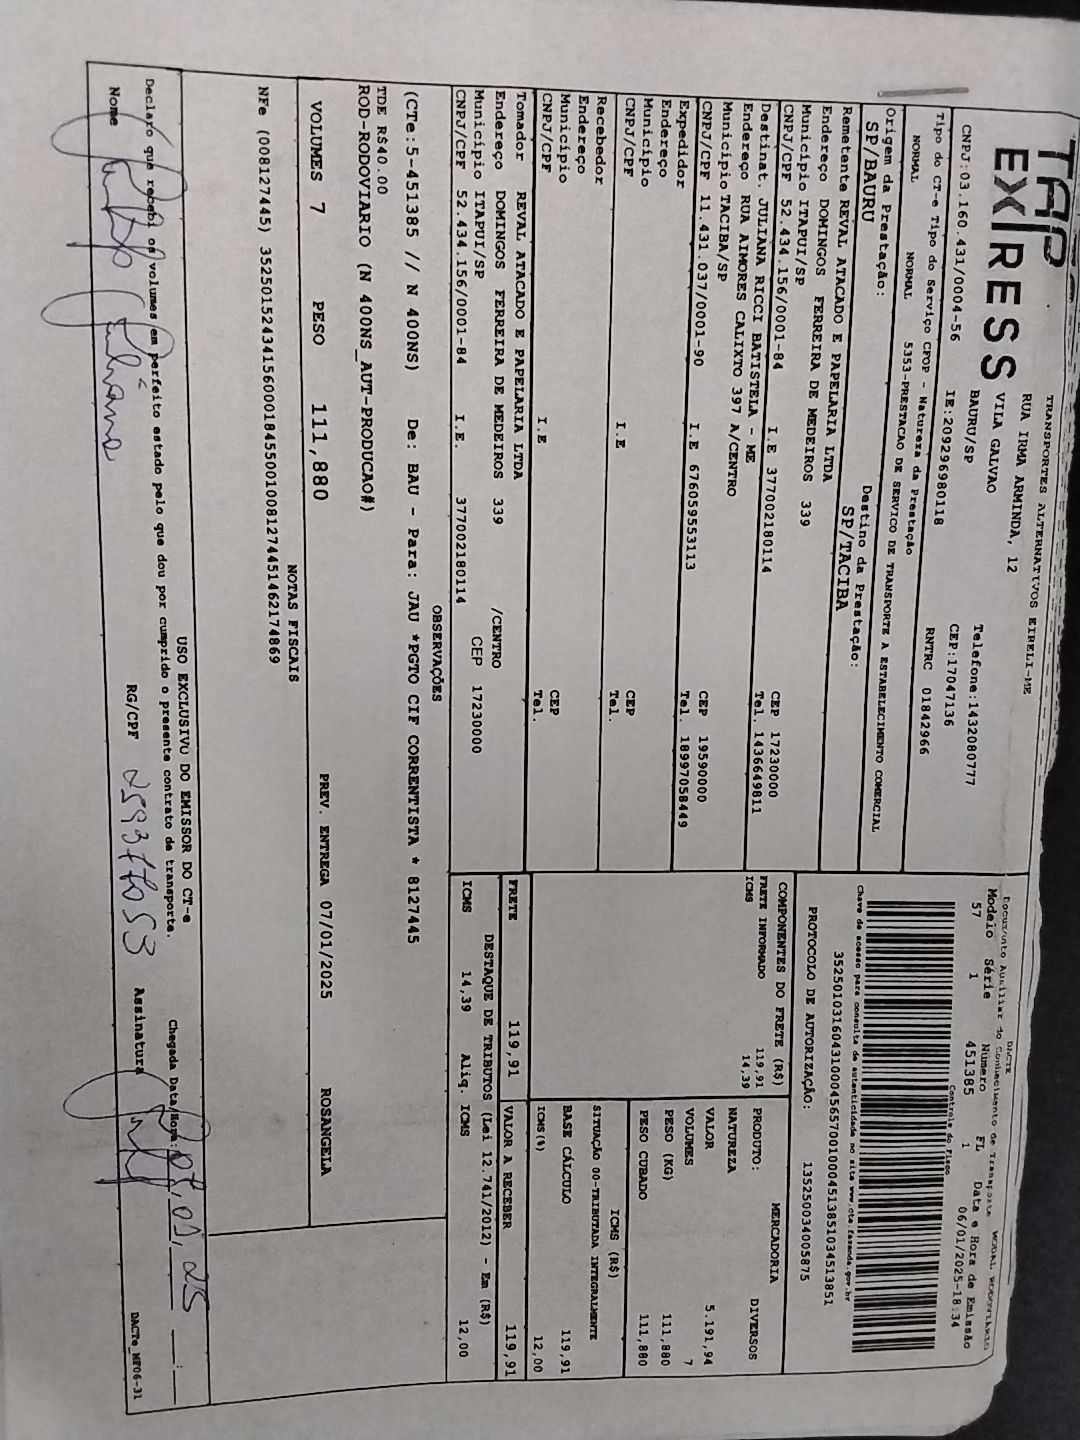 TAP
EXPRESS
TRANSPORTES ALTERNATIVOS EIRELI-ME
RUA IRMA ARMINDA, 12
VILA GALVAO
BAURU/SP
Telefone:1432080777
CEP:17047136
CNPJ:03.160.431/0004-56 IE:209296980118 RNTRC 01842966
Tipo do CT-e Tipo do Serviço CFOP - Natureza da Prestação
NORMAL NORMAL 5353-PRESTACAO DE SERVICO DE TRANSPORTE A ESTABELECIMENTO COMERCIAL
Origem da Prestação: Destino da Prestação:
SP/BAURU SP/TACIBA
DACTE
Documento Auxiliar do Conhecimento de Transporte MODAL RODOVIARIO
Modelo Série Número FL Data e Hora de Emissão
57 1 451385 1 06/01/2025-18:34
Controle do Fisco
Chave de acesso para consulta de autenticidade no site www.cte.fazenda.gov.br
35250103160431000456570010004513851034513851
PROTOCOLO DE AUTORIZAÇÃO: 135250034005875
Remetente REVAL ATACADO E PAPELARIA LTDA
Endereço DOMINGOS FERREIRA DE MEDEIROS 339
Município ITAPUI/SP CEP 17230000
CNPJ/CPF 52.434.156/0001-84 I.E 377002180114 Tel. 1436649811
Destinat. JULIANA RICCI BATISTELA - ME
Endereço RUA AIMORES CALIXTO 397 A/CENTRO
Município TACIBA/SP CEP 19590000
CNPJ/CPF 11.431.037/0001-90 I.E 676059553113 Tel. 18997058449
Expedidor
Endereço
Município CEP
CNPJ/CPF I.E Tel.
Recebedor
Endereço
Município CEP
CNPJ/CPF I.E Tel.
Tomador REVAL ATACADO E PAPELARIA LTDA
Endereço DOMINGOS FERREIRA DE MEDEIROS 339 /CENTRO
Município ITAPUI/SP CEP 17230000
CNPJ/CPF 52.434.156/0001-84 I.E. 377002180114
COMPONENTES DO FRETE (R$)
FRETE INFORMADO 119,91
ICMS 14,39
MERCADORIA
PRODUTO: DIVERSOS
NATUREZA
VALOR 5.191,94
VOLUMES 7
PESO (KG) 111,880
PESO CUBADO 111,880
ICMS (R$)
SITUAÇÃO 00-TRIBUTADA INTEGRALMENTE
BASE CÁLCULO 119,91
ICMS(%) 12,00
FRETE 119,91 VALOR A RECEBER 119,91
DESTAQUE DE TRIBUTOS (Lei 12.741/2012) - Em (R$)
ICMS 14,39 Aliq. ICMS 12,00
OBSERVAÇÕES
(CTe:5-451385 // N 400NS) De: BAU - Para: JAU *PGTO CIF CORRENTISTA * 8127445
TDE R$40.00
ROD-RODOVIARIO (N 400NS_AUT-PRODUCAO#)
VOLUMES 7 PESO 111,880 PREV. ENTREGA 07/01/2025 ROSANGELA
NOTAS FISCAIS
NFe (008127445) 35250152434156000184550010081274451462174869
USO EXCLUSIVO DO EMISSOR DO CT-e
Declaro que recebi os volumes em perfeito estado pelo que dou por cumprido o presente contrato de transporte. Chegada Data/Hora: 08,01,25 __:__
Nome RG/CPF 259377053 Assinatura
DACTe_MF06-31